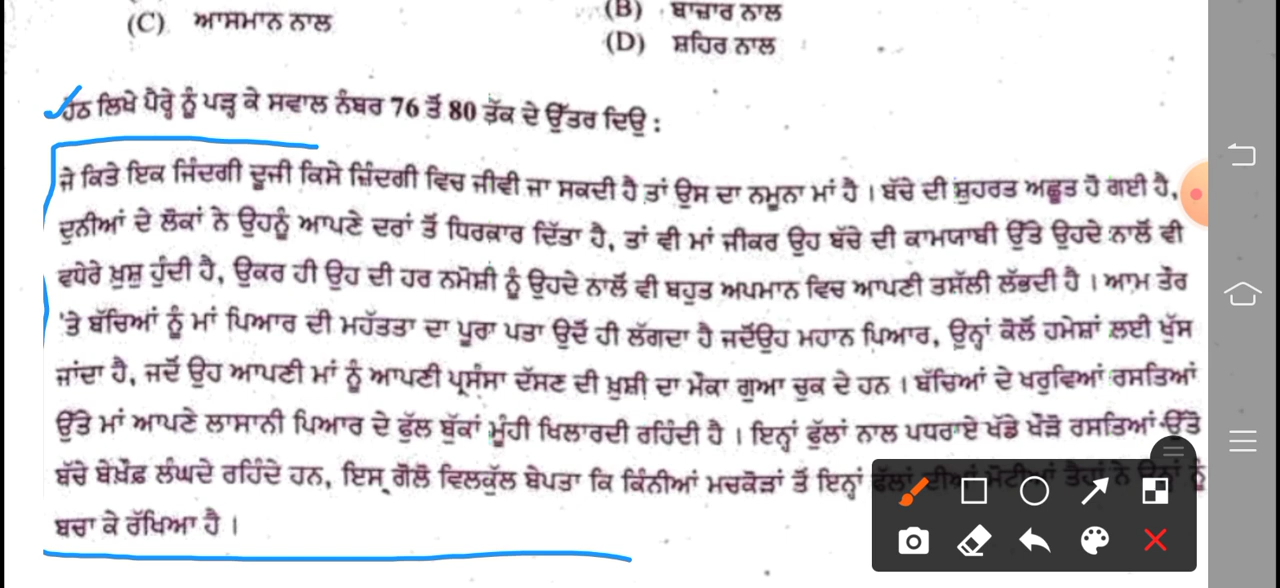 (B) ਬਾਜ਼ਾਰ ਨਾਲ
(C) ਆਸਮਾਨ ਨਾਲ
(D) ਸ਼ਹਿਰ ਨਾਲ
ਹੇਠ ਲਿਖੇ ਪੈਰ੍ਹੇ ਨੂੰ ਪੜ੍ਹ ਕੇ ਸਵਾਲ ਨੰਬਰ 76 ਤੋਂ 80 ਤੱਕ ਦੇ ਉੱਤਰ ਦਿਉ :
ਜੇ ਕਿਤੇ ਇਕ ਜਿੰਦਗੀ ਦੂਜੀ ਕਿਸੇ ਜ਼ਿੰਦਗੀ ਵਿਚ ਜੀਵੀ ਜਾ ਸਕਦੀ ਹੈ ਤਾਂ ਉਸ ਦਾ ਨਮੂਨਾ ਮਾਂ ਹੈ । ਬੱਚੇ ਦੀ ਸ਼ੁਹਰਤ ਅਛੂਤ ਹੋ ਗਈ ਹੈ,
ਦੁਨੀਆਂ ਦੇ ਲੋਕਾਂ ਨੇ ਉਹਨੂੰ ਆਪਣੇ ਦਰਾਂ ਤੋਂ ਧਿਰਕਾਰ ਦਿੱਤਾ ਹੈ, ਤਾਂ ਵੀ ਮਾਂ ਜੀਕਰ ਉਹ ਬੱਚੇ ਦੀ ਕਾਮਯਾਬੀ ਉੱਤੇ ਉਹਦੇ ਨਾਲੋਂ ਵੀ
ਵਧੇਰੇ ਖ਼ੁਸ਼ ਹੁੰਦੀ ਹੈ, ਉਕਰ ਹੀ ਉਹ ਦੀ ਹਰ ਨਮੋਸ਼ੀ ਨੂੰ ਉਹਦੇ ਨਾਲੋਂ ਵੀ ਬਹੁਤ ਅਪਮਾਨ ਵਿਚ ਆਪਣੀ ਤਸੱਲੀ ਲੱਭਦੀ ਹੈ । ਆਮ ਤੌਰ
'ਤੇ ਬੱਚਿਆਂ ਨੂੰ ਮਾਂ ਪਿਆਰ ਦੀ ਮਹੱਤਤਾ ਦਾ ਪੂਰਾ ਪਤਾ ਉਦੋਂ ਹੀ ਲੱਗਦਾ ਹੈ ਜਦੋਂਉਹ ਮਹਾਨ ਪਿਆਰ, ਉਨ੍ਹਾਂ ਕੋਲੋਂ ਹਮੇਸ਼ਾਂ ਲਈ ਖੁੱਸ
ਜਾਂਦਾ ਹੈ, ਜਦੋਂ ਉਹ ਆਪਣੀ ਮਾਂ ਨੂੰ ਆਪਣੀ ਪ੍ਰਸੰਸਾ ਦੱਸਣ ਦੀ ਖ਼ੁਸ਼ੀ ਦਾ ਮੌਕਾ ਗੁਆ ਚੁਕ ਦੇ ਹਨ । ਬੱਚਿਆਂ ਦੇ ਖਰੁਵਿਆਂ ਰਸਤਿਆਂ
ਉੱਤੇ ਮਾਂ ਆਪਣੇ ਲਾਸਾਨੀ ਪਿਆਰ ਦੇ ਫੁੱਲ ਬੁੱਕਾਂ ਮੂੰਹੀ ਖਿਲਾਰਦੀ ਰਹਿੰਦੀ ਹੈ । ਇਨ੍ਹਾਂ ਫੁੱਲਾਂ ਨਾਲ ਪਧਰਾਏ ਖੱਡੇ ਖੌੜੇ ਰਸਤਿਆਂ ਉੱਤੇ
ਬੱਚੇ ਬੇਖ਼ੌਫ਼ ਲੰਘਦੇ ਰਹਿੰਦੇ ਹਨ, ਇਸ ਗੱਲੋ ਵਿਲਕੁੱਲ ਬੇਪਤਾ ਕਿ ਕਿੰਨੀਆਂ ਮਚਕੋੜਾਂ ਤੋਂ ਇਨ੍ਹਾਂ ਫੁੱਲਾਂ ਦੀਆਂ ਮੋਟੀਆਂ ਤੈਹਾਂ ਨੇ ਉਨ੍ਹਾਂ ਨੂੰ
ਬਚਾ ਕੇ ਰੱਖਿਆ ਹੈ ।